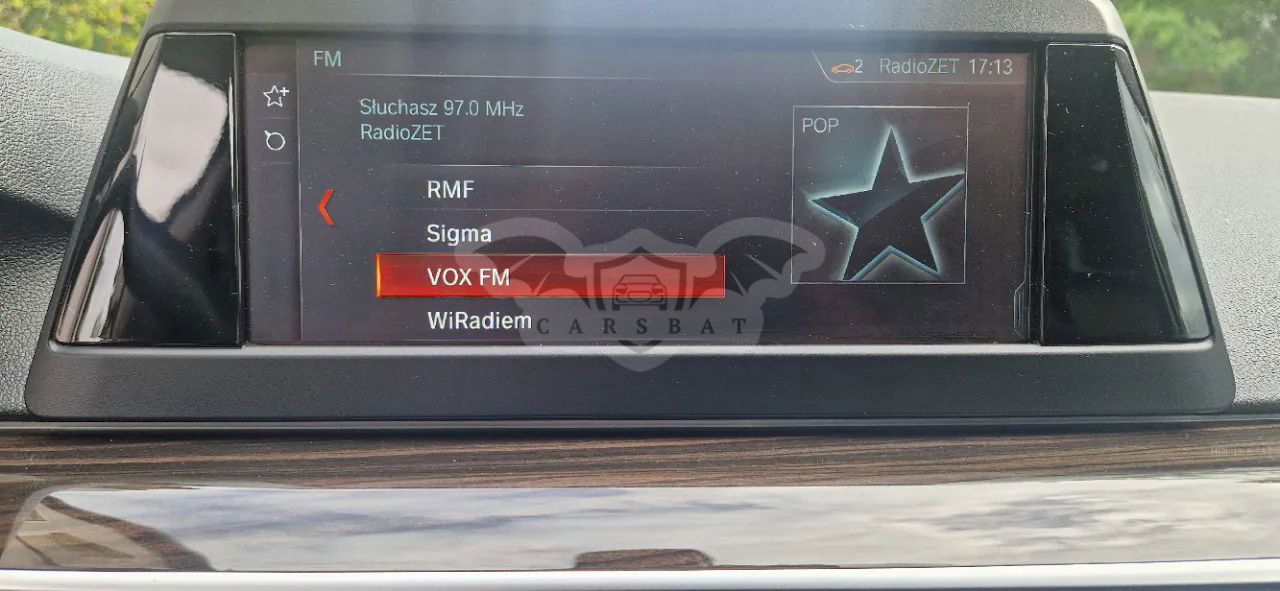 FM
2 RadioZET 17:13
Słuchasz 97.0 MHz
RadioZET
POP
RMF
Sigma
VOX FM
WiRadiem
CARSBAT